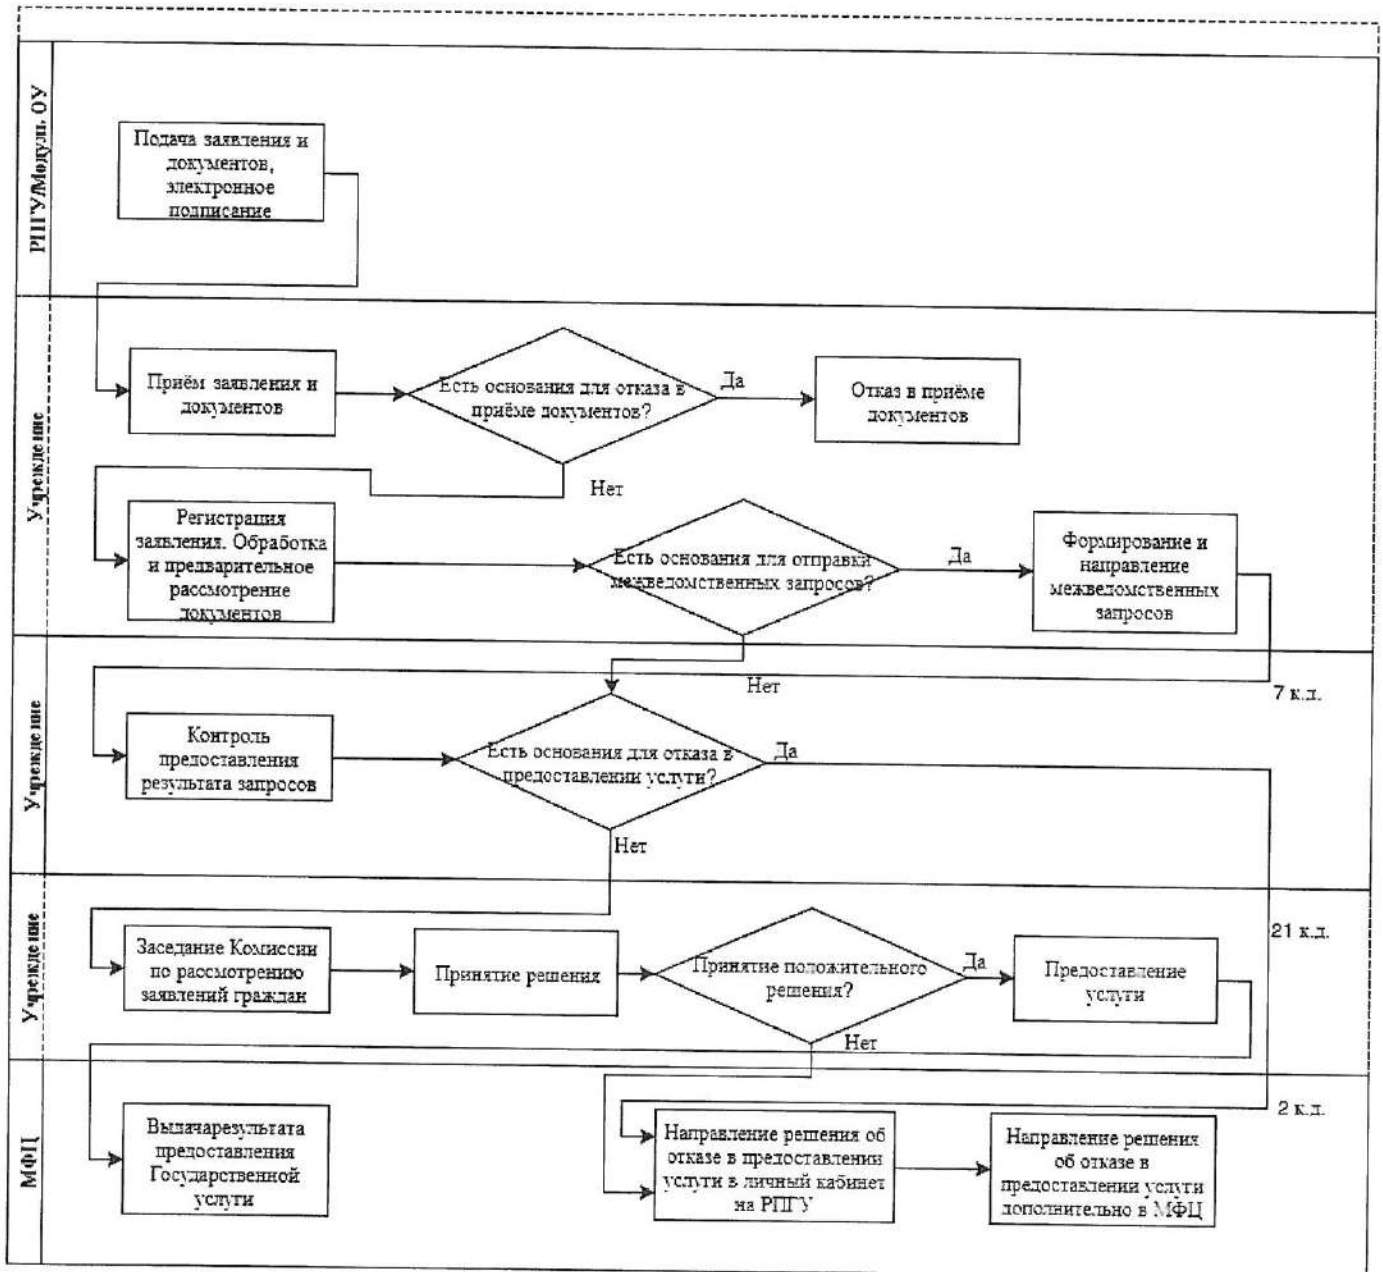 РПГУ/Модуль ОУ
Подача заявления и
документов,
электронное
подписание
Учреждение
Приём заявления и
документов
Есть основания для отказа в
приёме документов?
Да
Отказ в приёме
документов
Нет
Регистрация
заявления. Обработка
и предварительное
рассмотрение
документов
Есть основания для отправки
межведомственных запросов?
Да
Формирование и
направление
межведомственных
запросов
Учреждение
Нет
7 к.д.
Контроль
предоставления
результата запросов
Есть основания для отказа в
предоставлении услуги?
Да
Нет
Учреждение
Заседание Комиссии
по рассмотрению
заявлений граждан
Принятие решения
Принятие положительного
решения?
Да
Предоставление
услуги
21 к.д.
Нет
МФЦ
2 к.д.
Выдачарезультата
предоставления
Государственной
услуги
Направление решения об
отказе в предоставлении
услуги в личный кабинет
на РПГУ
Направление решения
об отказе в
предоставлении услуги
дополнительно в МФЦ